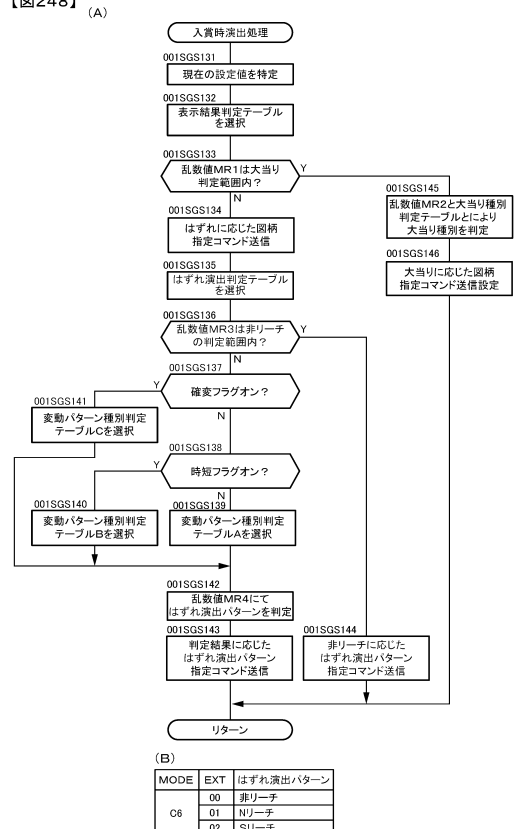 【図248】
(A)
入賞時演出処理
001SGS131
現在の設定値を特定
001SGS132
表示結果判定テーブル
を選択
001SGS133
乱数値MR1は大当り
判定範囲内？
Y
N
001SGS145
乱数値MR2と大当り種別
判定テーブルとにより
大当り種別を判定
001SGS134
はずれに応じた図柄
指定コマンド送信
001SGS146
大当りに応じた図柄
指定コマンド送信設定
001SGS135
はずれ演出判定テーブル
を選択
001SGS136
乱数値MR3は非リーチ
の判定範囲内？
Y
N
001SGS137
確変フラグオン？
Y
N
001SGS141
変動パターン種別判定
テーブルCを選択
001SGS138
時短フラグオン？
Y
N
001SGS140
変動パターン種別判定
テーブルBを選択
001SGS139
変動パターン種別判定
テーブルAを選択
001SGS142
乱数値MR4にて
はずれ演出パターンを判定
001SGS143
判定結果に応じた
はずれ演出パターン
指定コマンド送信
001SGS144
非リーチに応じた
はずれ演出パターン
指定コマンド送信
リターン
(B)
MODE EXT はずれ演出パターン
C6
00 非リーチ
01 Nリーチ
02 Sリーチ